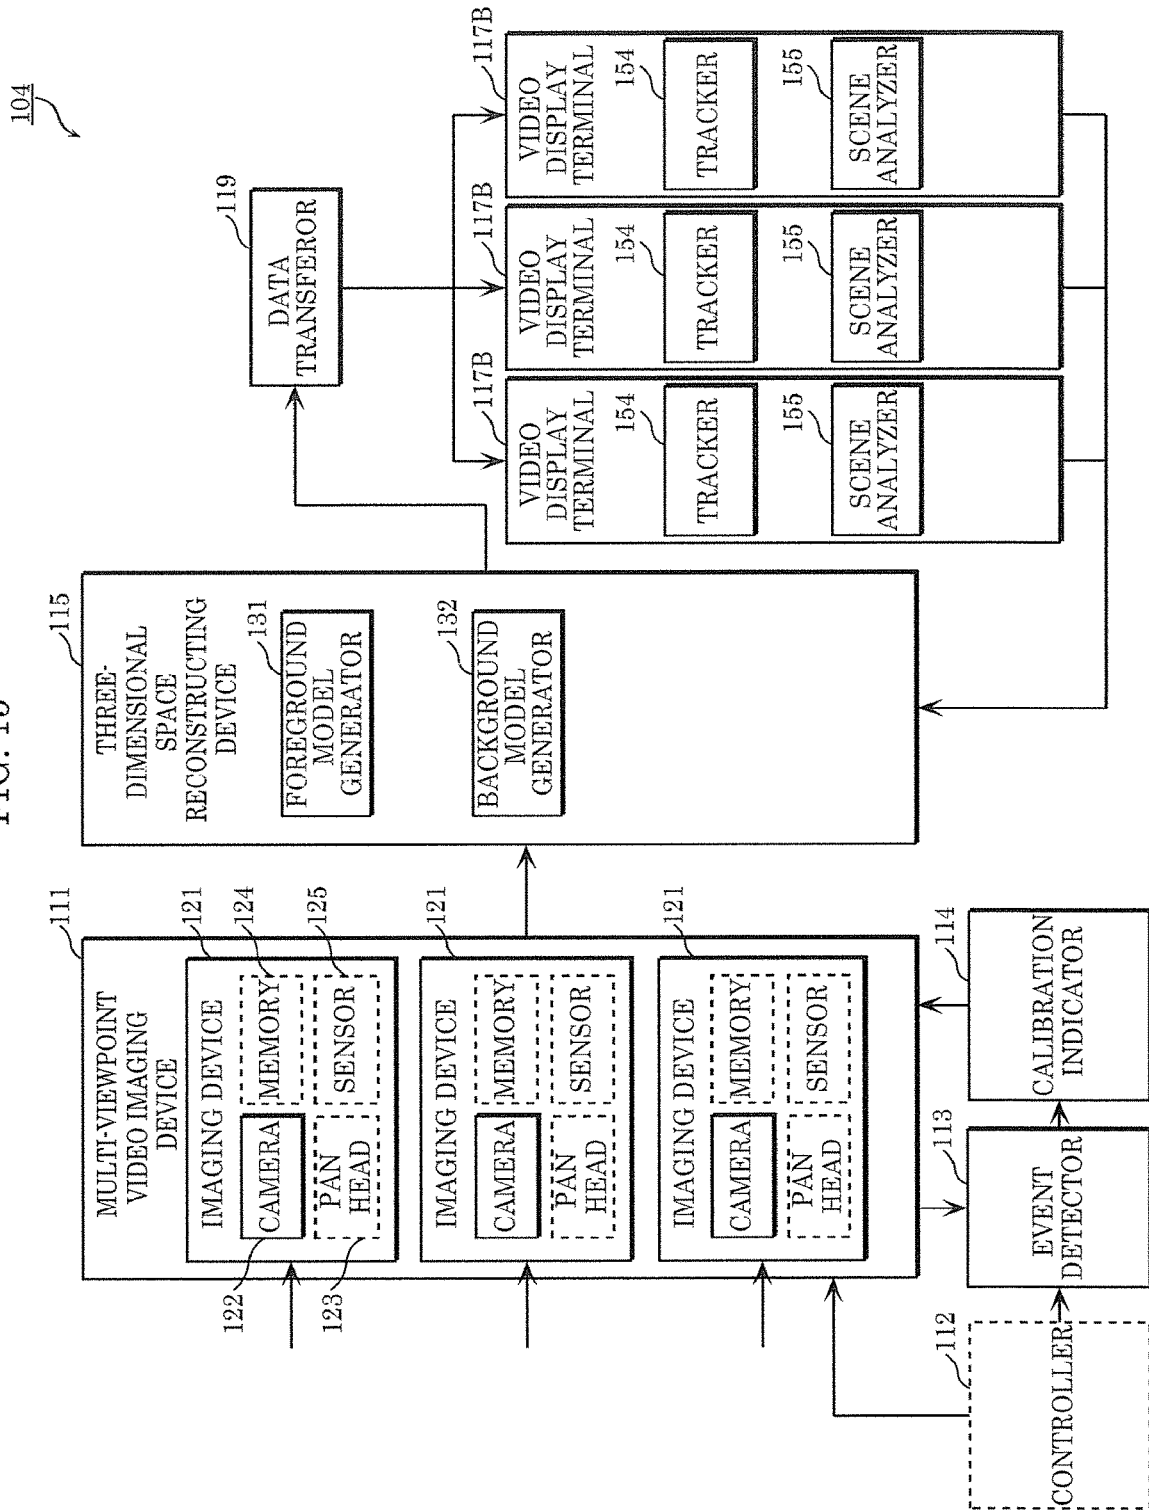 104
111
MULTI-VIEWPOINT
VIDEO IMAGING
DEVICE
121
IMAGING DEVICE
122
CAMERA
124
MEMORY
123
PAN
HEAD
125
SENSOR
121
IMAGING DEVICE
CAMERA
MEMORY
PAN
HEAD
SENSOR
121
IMAGING DEVICE
CAMERA
MEMORY
PAN
HEAD
SENSOR
112
CONTROLLER
113
EVENT
DETECTOR
114
CALIBRATION
INDICATOR
115
THREE-
DIMENSIONAL
SPACE
RECONSTRUCTING
DEVICE
131
FOREGROUND
MODEL
GENERATOR
132
BACKGROUND
MODEL
GENERATOR
119
DATA
TRANSFEROR
117B
VIDEO
DISPLAY
TERMINAL
154
TRACKER
155
SCENE
ANALYZER
117B
VIDEO
DISPLAY
TERMINAL
154
TRACKER
155
SCENE
ANALYZER
117B
VIDEO
DISPLAY
TERMINAL
154
TRACKER
155
SCENE
ANALYZER